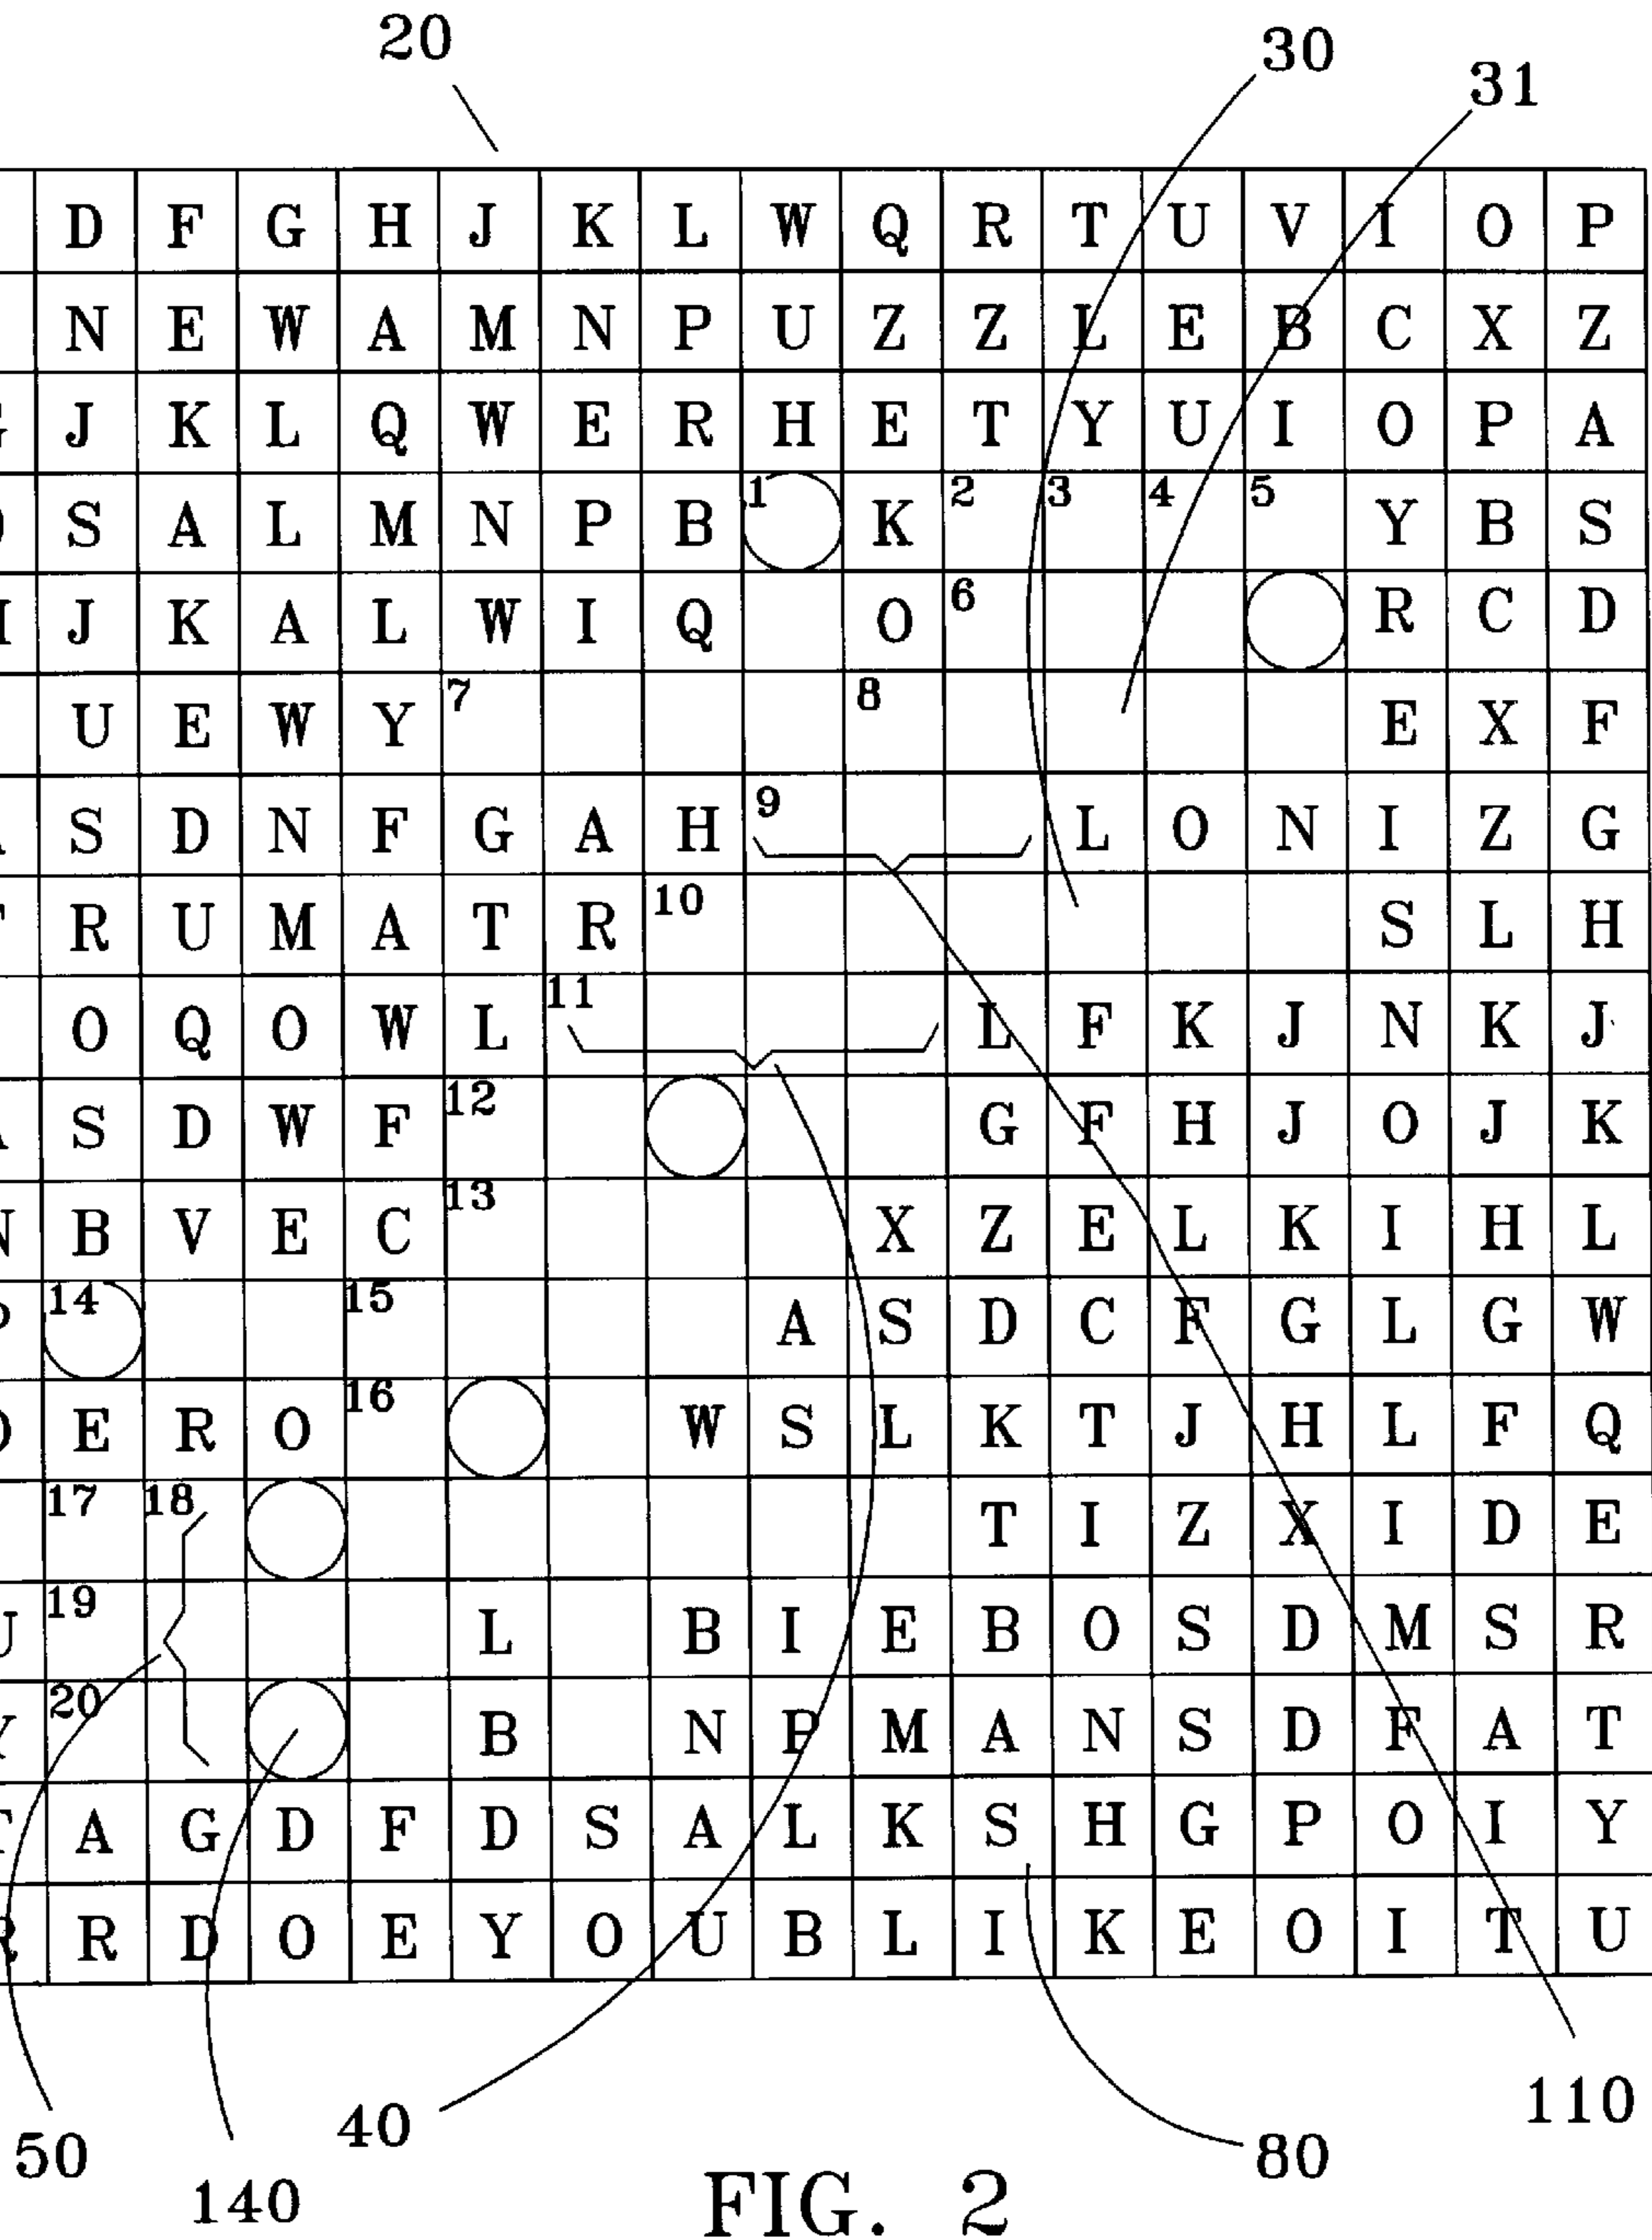 20 30 31
D F G H J K L W Q R T U V I O P
N E W A M N P U Z Z L E B C X Z
J K L Q W E R H E T Y U I O P A
S A L M N P B 1 K 2 3 4 5 Y B S
J K A L W I Q O 6 R C D
U E W Y 7 8 E X F
S D N F G A H 9 L O N I Z G
R U M A T R 10 S L H
O Q O W L 11 L F K J N K J
S D W F 12 G F H J O J K
B V E C 13 X Z E L K I H L
14 15 A S D C F G L G W
E R O 16 W S L K T J H L F Q
17 18 T I Z X I D E
U 19 L B I E B O S D M S R
Y 20 B N P M A N S D F A T
A G D F D S A L K S H G P O I Y
R R D O E Y O U B L I K E O I T U
50 140 40 80 110
FIG. 2